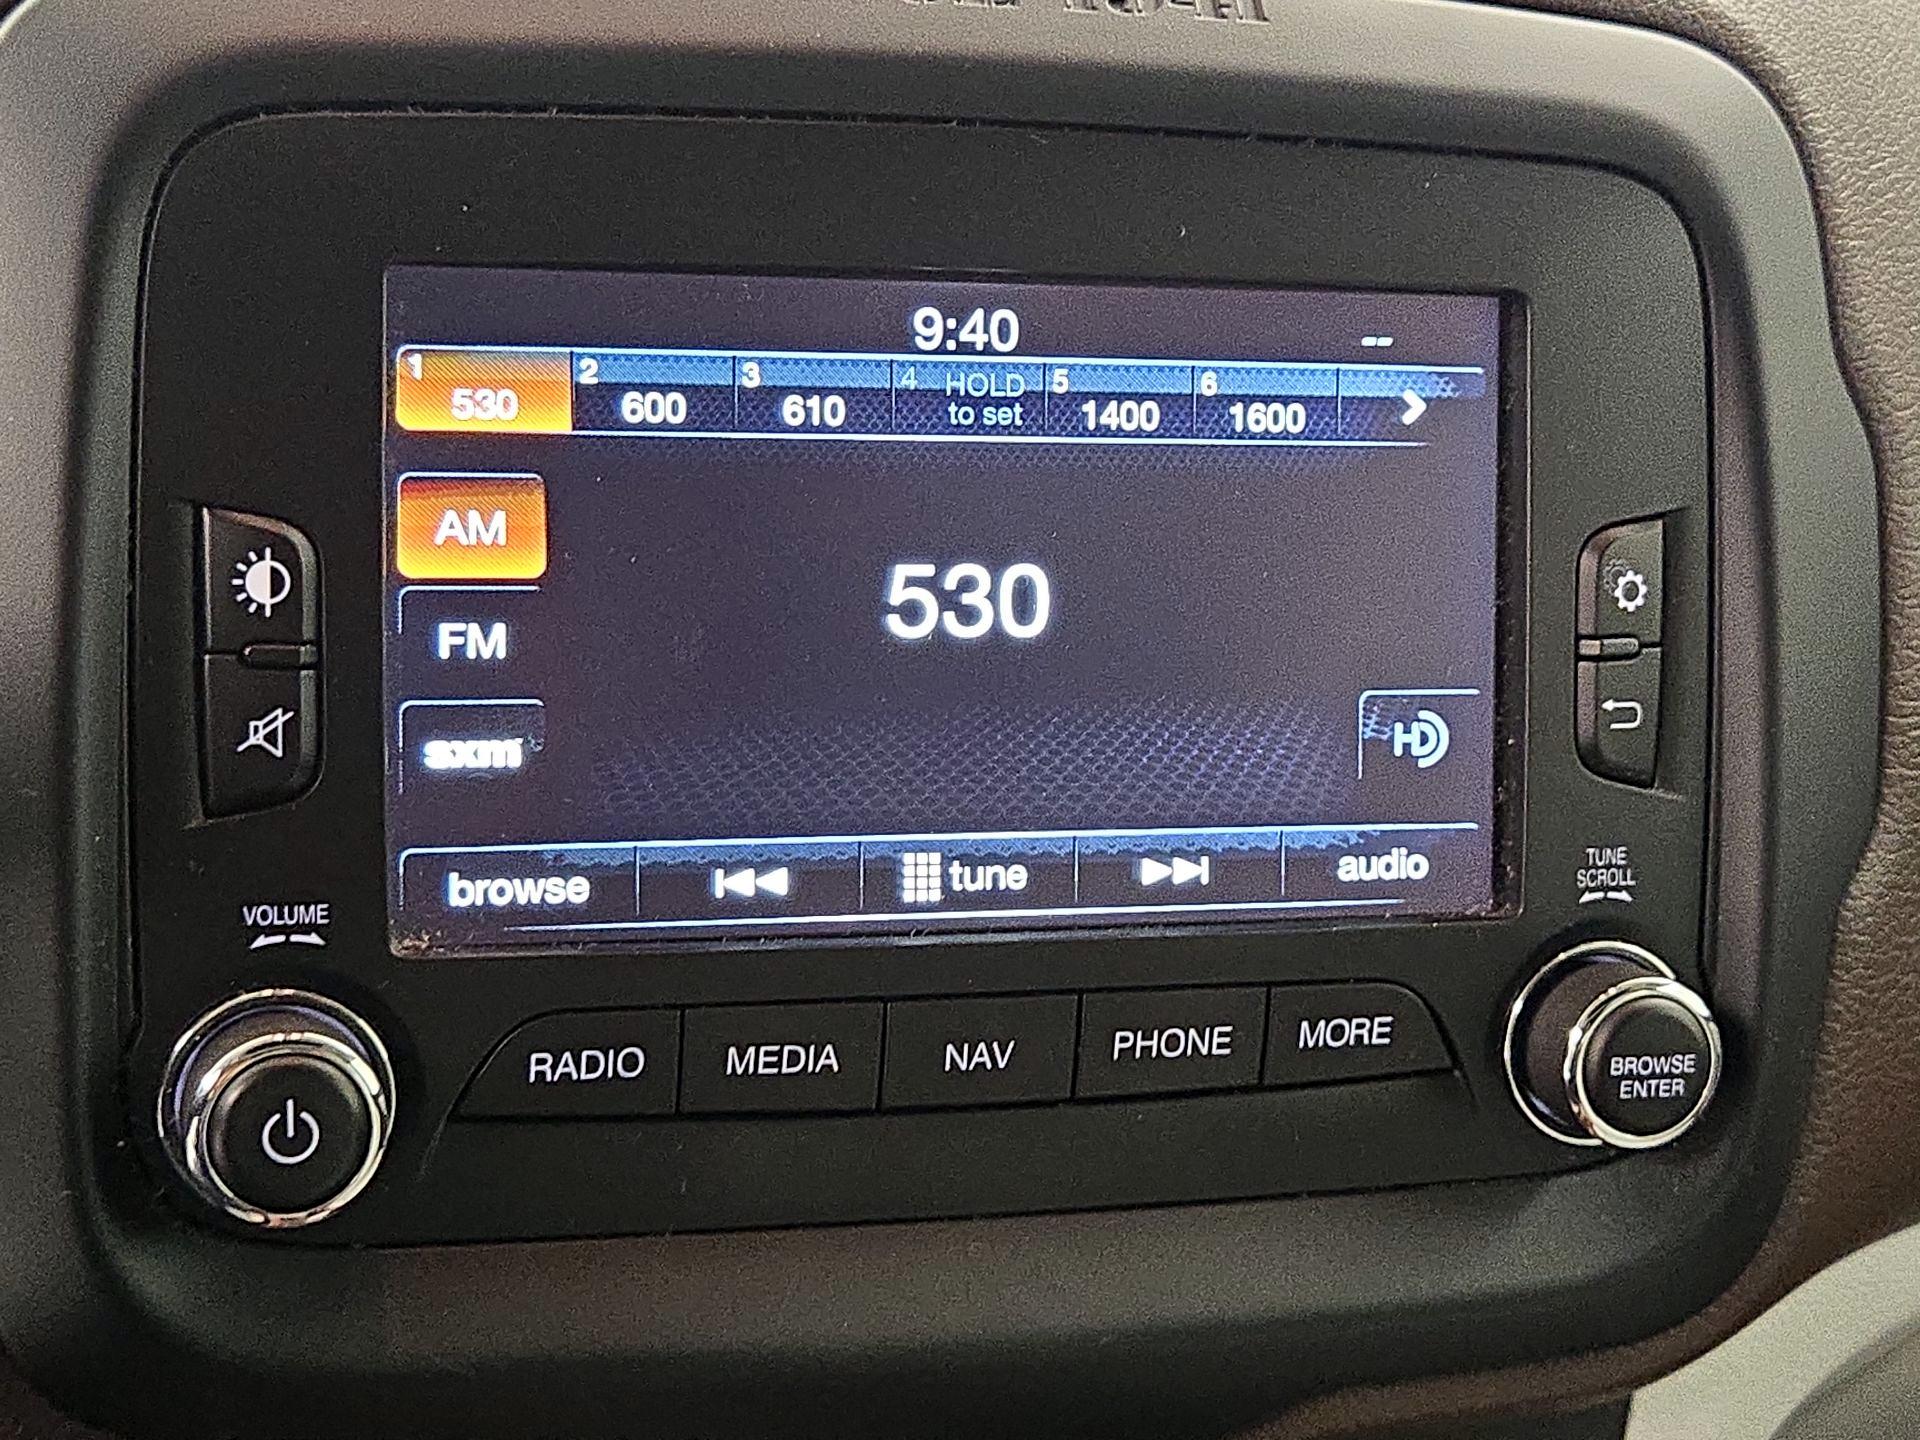 9:40 --
1 530 2 600 3 610 4 HOLD to set 5 1400 6 1600
AM
530
FM
sxm
HD
browse tune audio
VOLUME
TUNE
SCROLL
RADIO MEDIA NAV PHONE MORE
BROWSE
ENTER